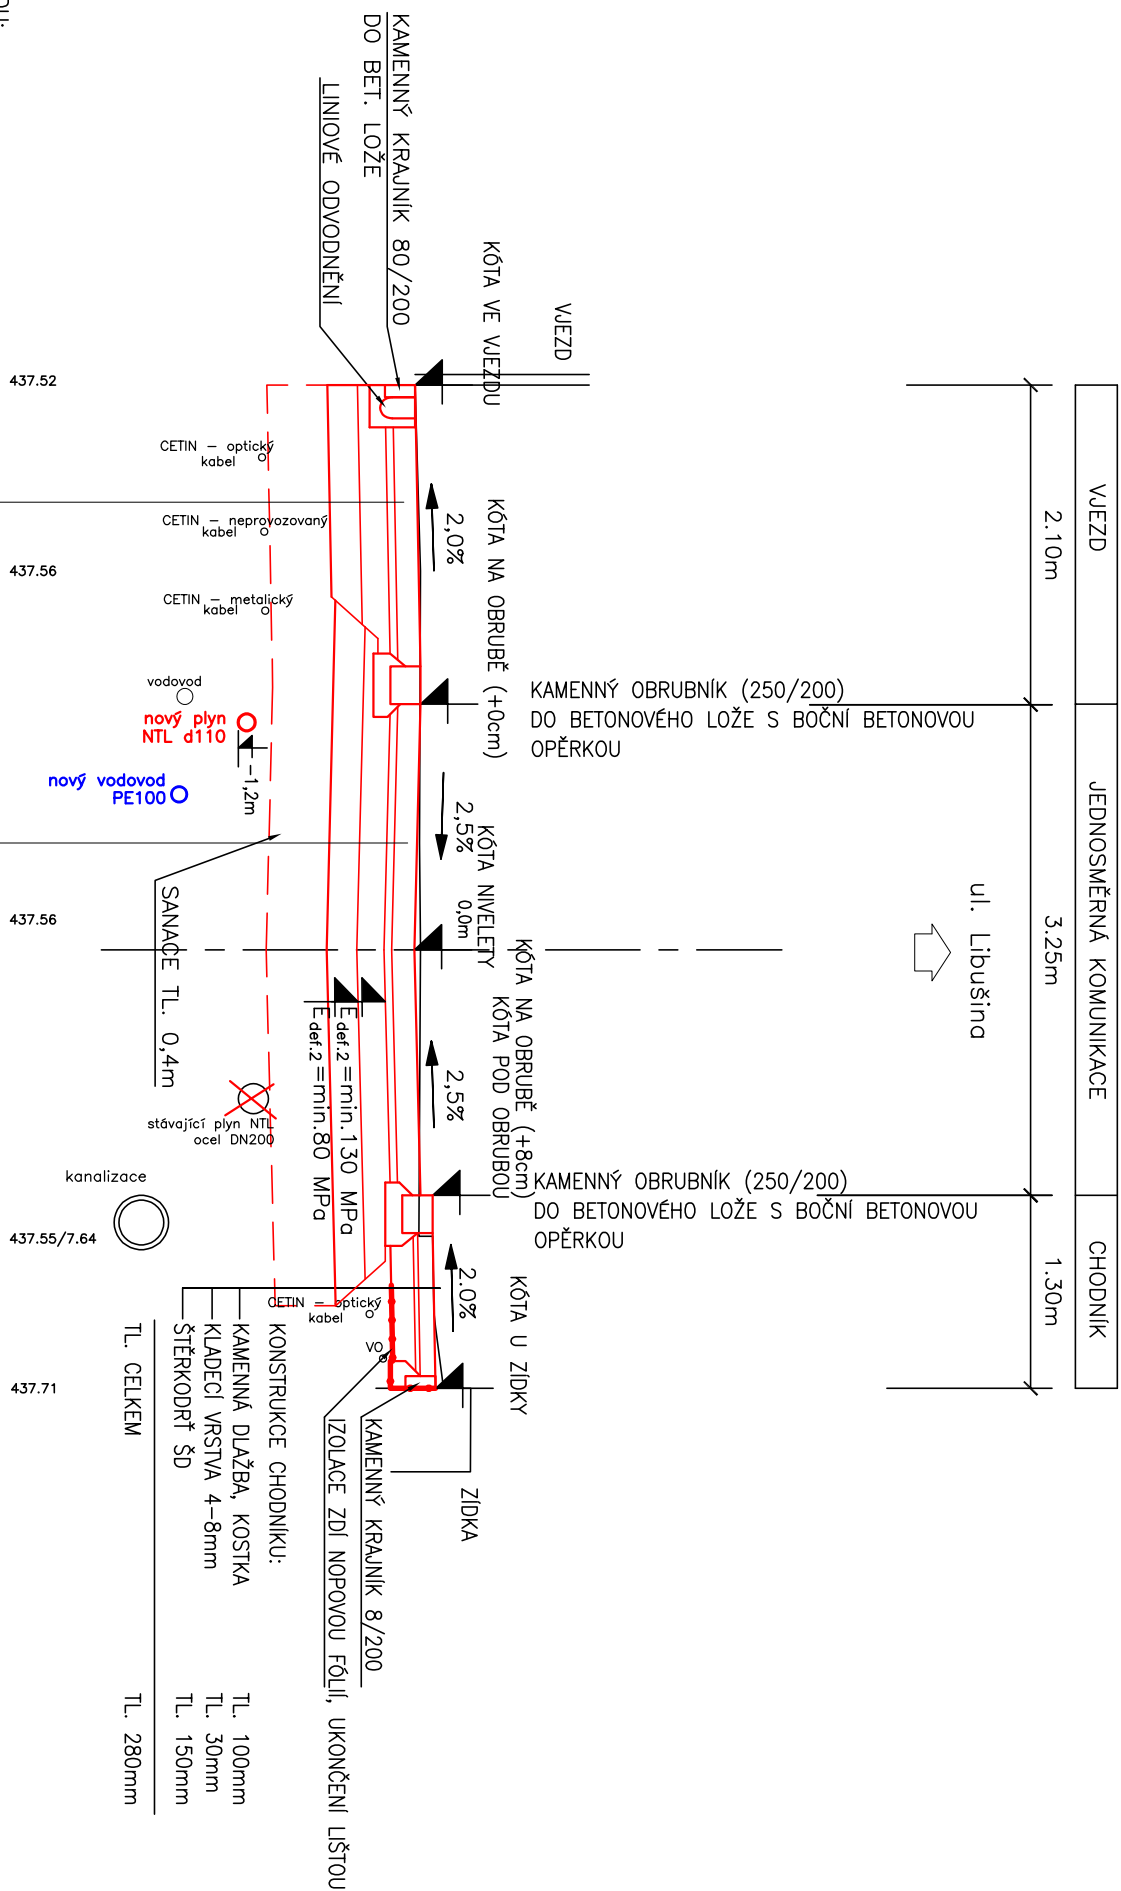 VJEZD
JEDNOSMĚRNÁ KOMUNIKACE
CHODNÍK
2.10m
3.25m
1.30m
ul. Libušina
VJEZD
KÓTA VE VJEZDU
KAMENNÝ KRAJNÍK 80/200
DO BET. LOŽE
LINIOVÉ ODVODNĚNÍ
KÓTA NA OBRUBĚ (+0cm)
2,0%
KAMENNÝ OBRUBNÍK (250/200)
DO BETONOVÉHO LOŽE S BOČNÍ BETONOVOU
OPĚRKOU
2,5%
KÓTA NIVELETY
0,0m
KÓTA NA OBRUBĚ (+8cm)
KÓTA POD OBRUBOU
2,5%
KAMENNÝ OBRUBNÍK (250/200)
DO BETONOVÉHO LOŽE S BOČNÍ BETONOVOU
OPĚRKOU
KÓTA U ZÍDKY
2.0%
ZÍDKA
KAMENNÝ KRAJNÍK 8/200
IZOLACE ZDÍ NOPOVOU FÓLIÍ, UKONČENÍ LIŠTOU
Edef.2=min.130 MPa
Edef.2=min.80 MPa
437.52
CETIN – optický
kabel
CETIN – neprovozovaný
kabel
437.56
CETIN – metalický
kabel
vodovod
nový plyn
NTL d110
-1,2m
nový vodovod
PE100
SANACE TL. 0,4m
437.56
stávající plyn NTL
ocel DN200
kanalizace
437.55/7.64
CETIN – optický
kabel
VO
437.71
KONSTRUKCE CHODNÍKU:
KAMENNÁ DLAŽBA, KOSTKA TL. 100mm
KLADECÍ VRSTVA 4-8mm TL. 30mm
ŠTĚRKODRŤ ŠD TL. 150mm
TL. CELKEM TL. 280mm